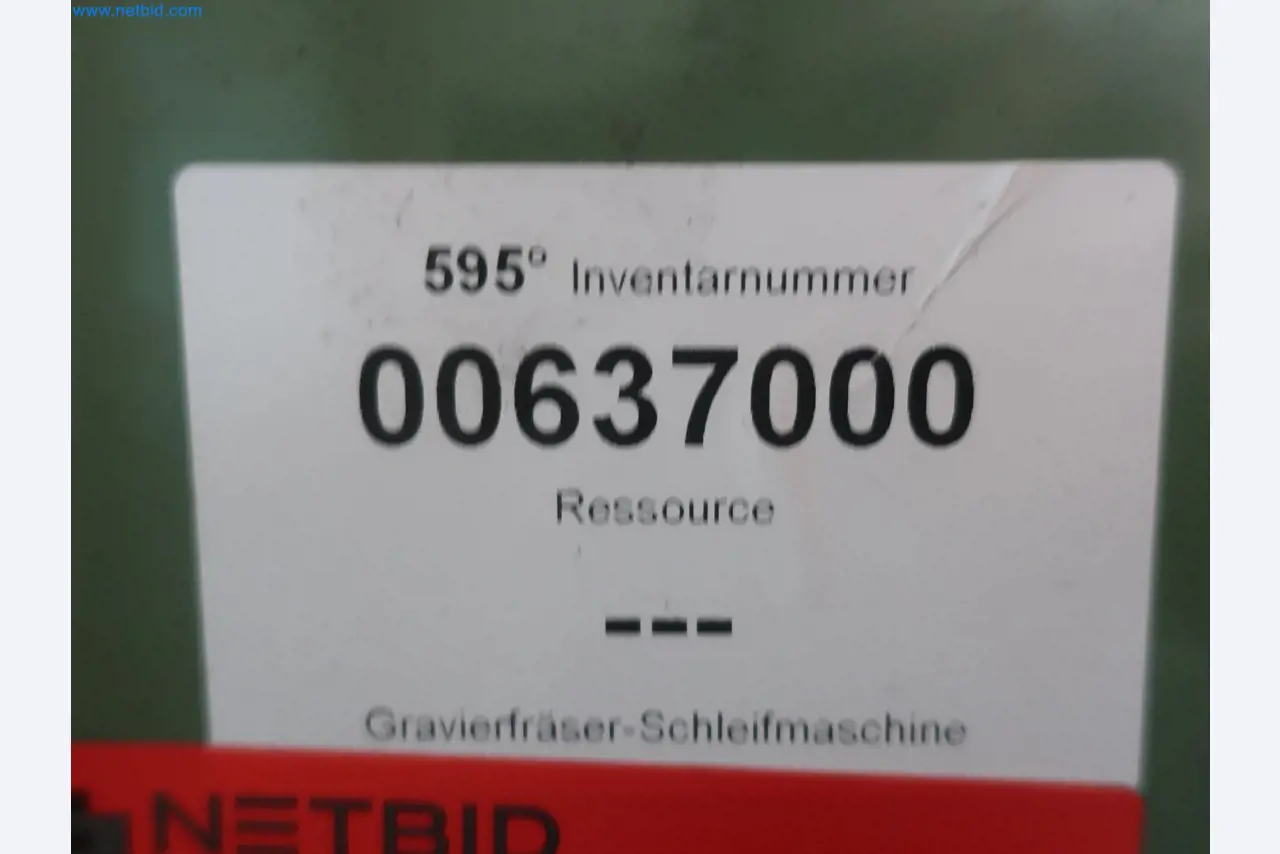 www.netbid.com
595° Inventarnummer
00637000
Ressource
---
Gravierfräser-Schleifmaschine
NETBID